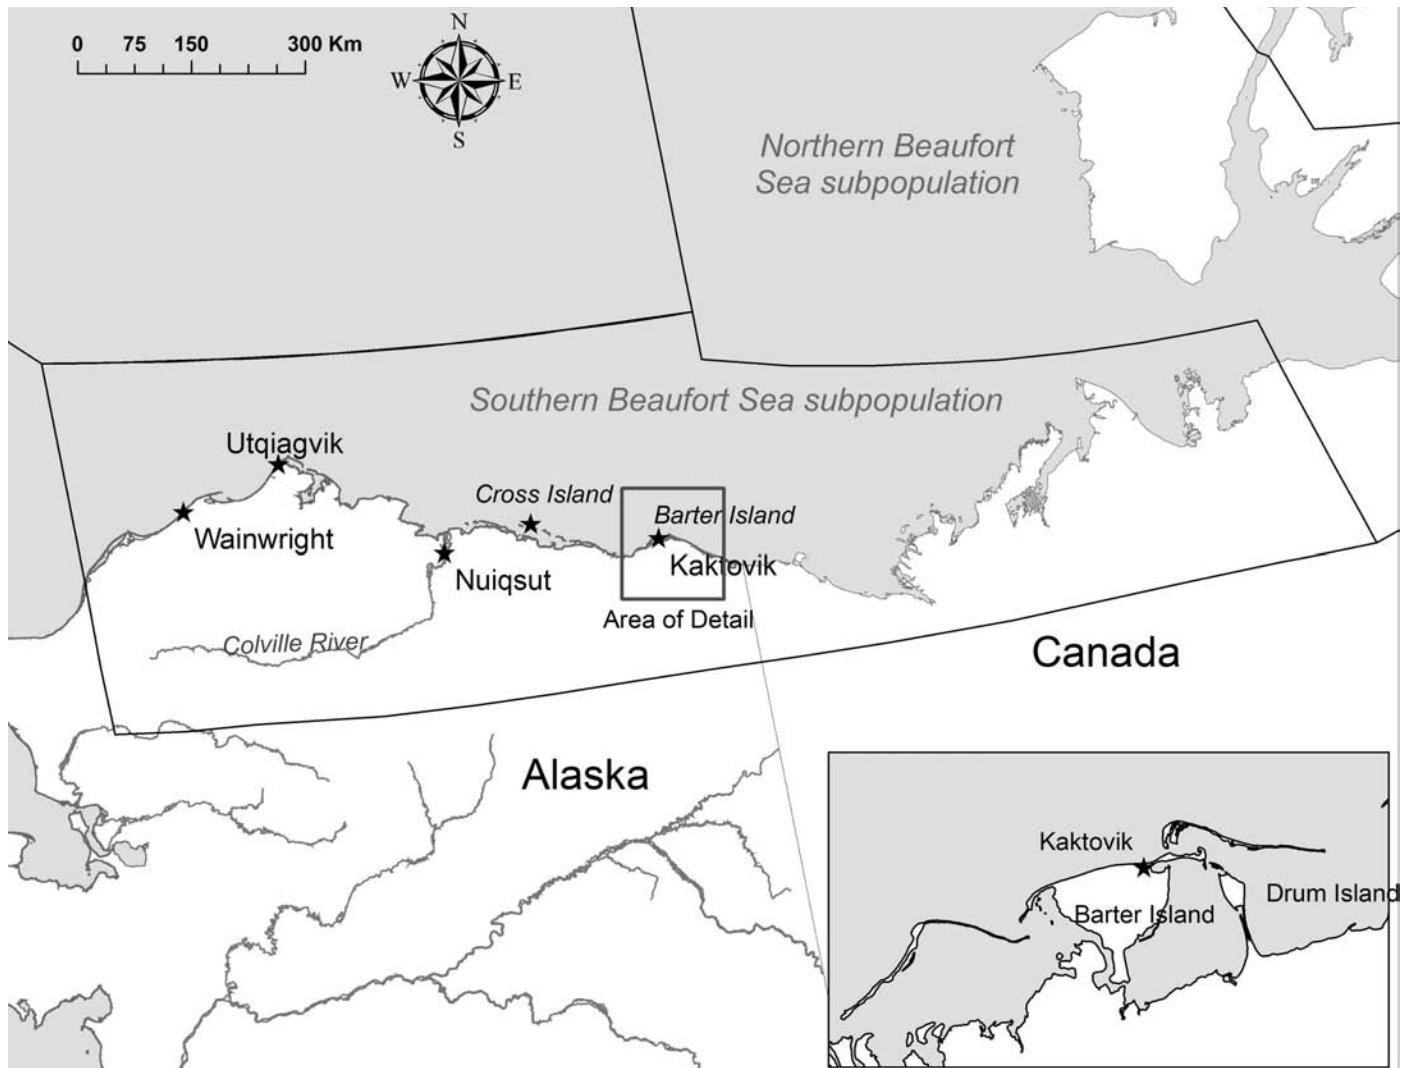 0 75 150 300 Km
N
W E
S
Northern Beaufort
Sea subpopulation
Southern Beaufort Sea subpopulation
Utqiagvik
Cross Island
Barter Island
Wainwright
Nuiqsut
Kaktovik
Area of Detail
Colville River
Canada
Alaska
Kaktovik
Drum Island
Barter Island